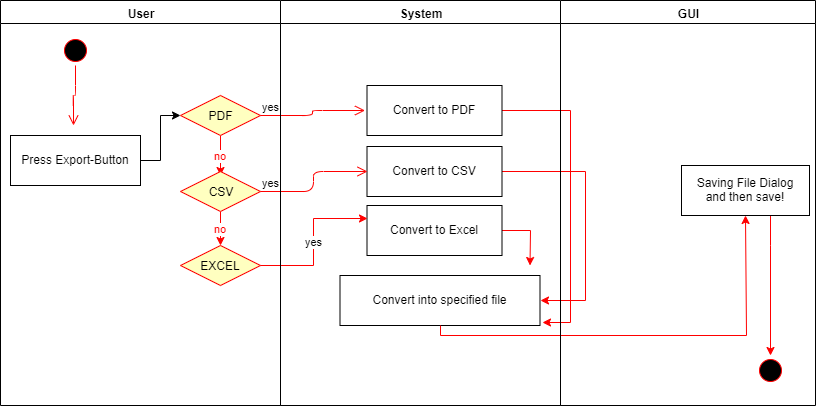 User
System
GUI
PDF
yes
Convert to PDF
Press Export-Button
no
CSV
yes
Convert to CSV
Saving File Dialog
and then save!
no
yes
Convert to Excel
EXCEL
Convert into specified file